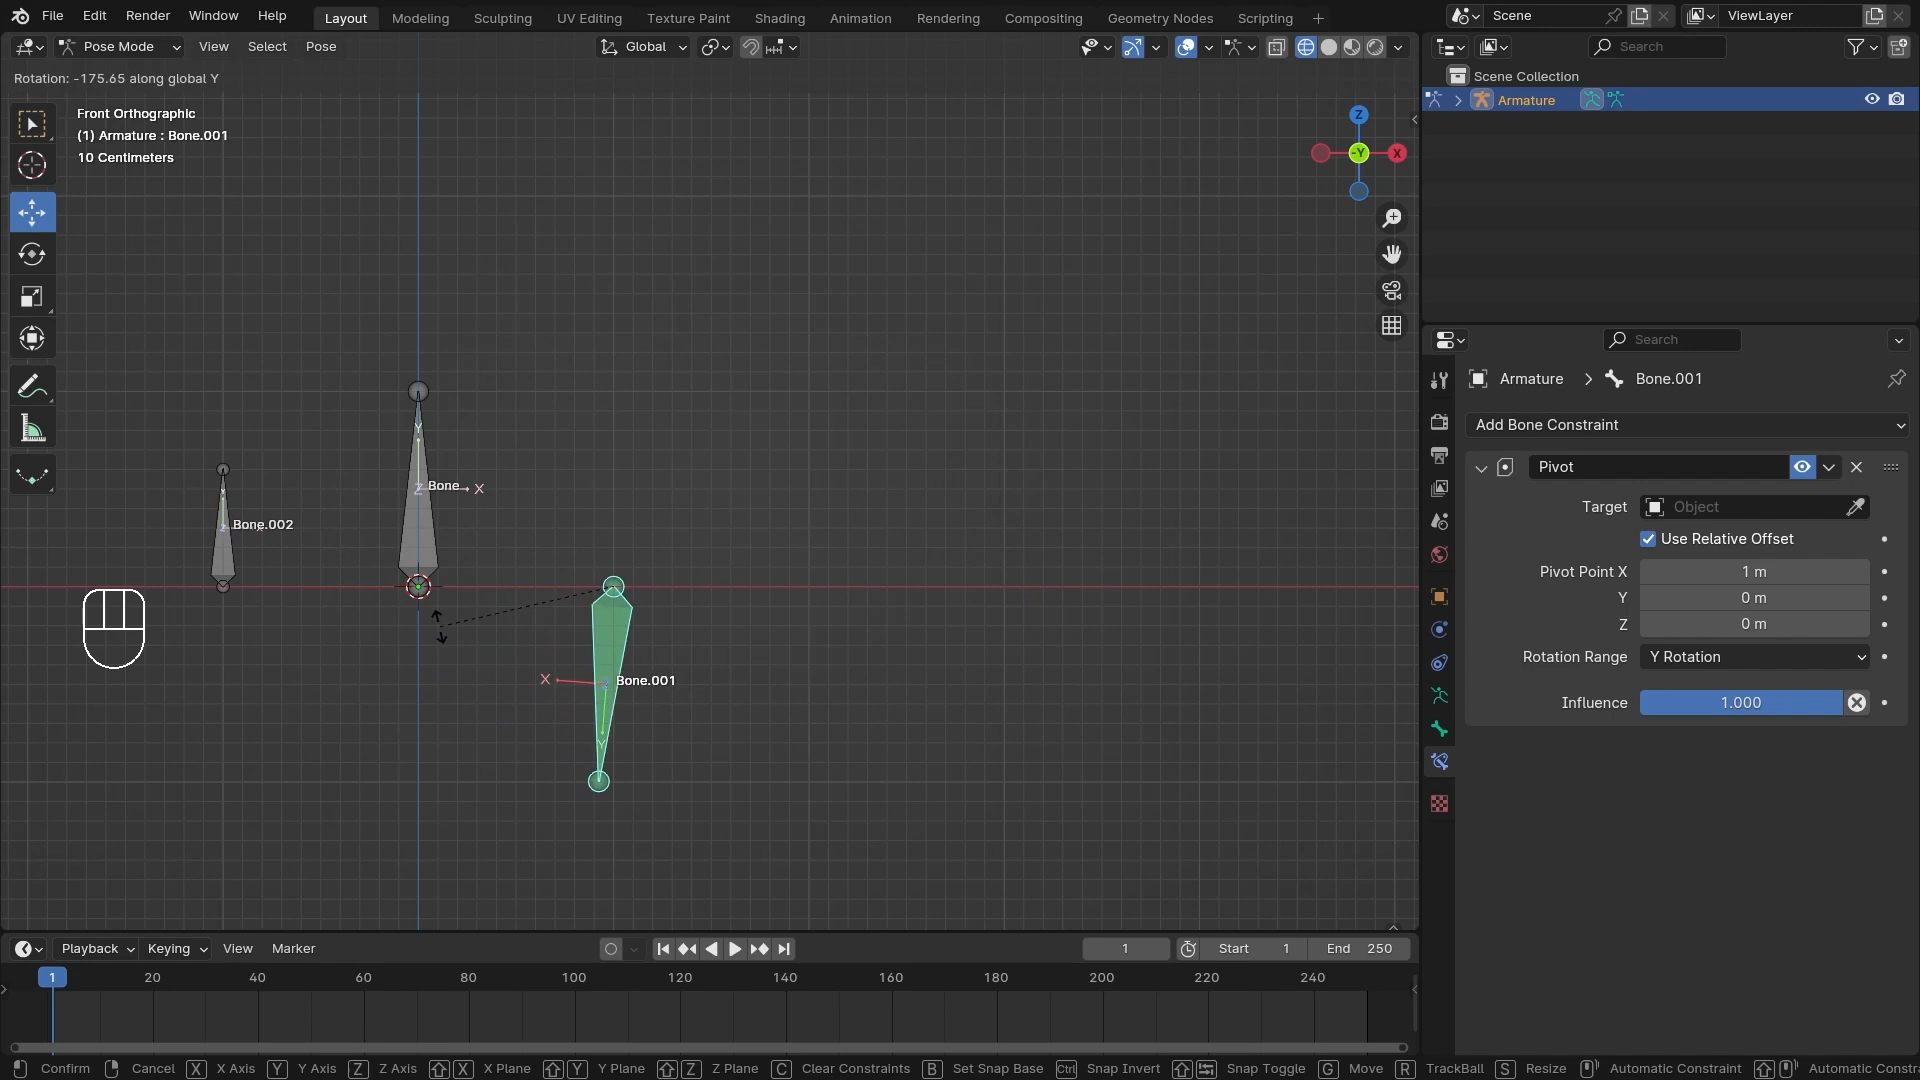 File Edit Render Window Help Layout Modeling Sculpting UV Editing Texture Paint Shading Animation Rendering Compositing Geometry Nodes Scripting + Scene ViewLayer
Pose Mode View Select Pose Global Search
Rotation: -175.65 along global Y
Scene Collection
Armature
Front Orthographic
(1) Armature : Bone.001
10 Centimeters
Z
-Y X
Search
Armature > Bone.001
Add Bone Constraint
Pivot
Target Object
Use Relative Offset
Pivot Point X 1 m
Y 0 m
Z 0 m
Rotation Range Y Rotation
Influence 1.000
Y
Z Bone X
Bone.002
X Bone.001
Playback Keying View Marker 1 Start 1 End 250
1 20 40 60 80 100 120 140 160 180 200 220 240
Confirm Cancel X X Axis Y Y Axis Z Z Axis X X Plane Y Y Plane Z Z Plane C Clear Constraints B Set Snap Base Ctrl Snap Invert Snap Toggle G Move R TrackBall S Resize Automatic Constraint Automatic Constra